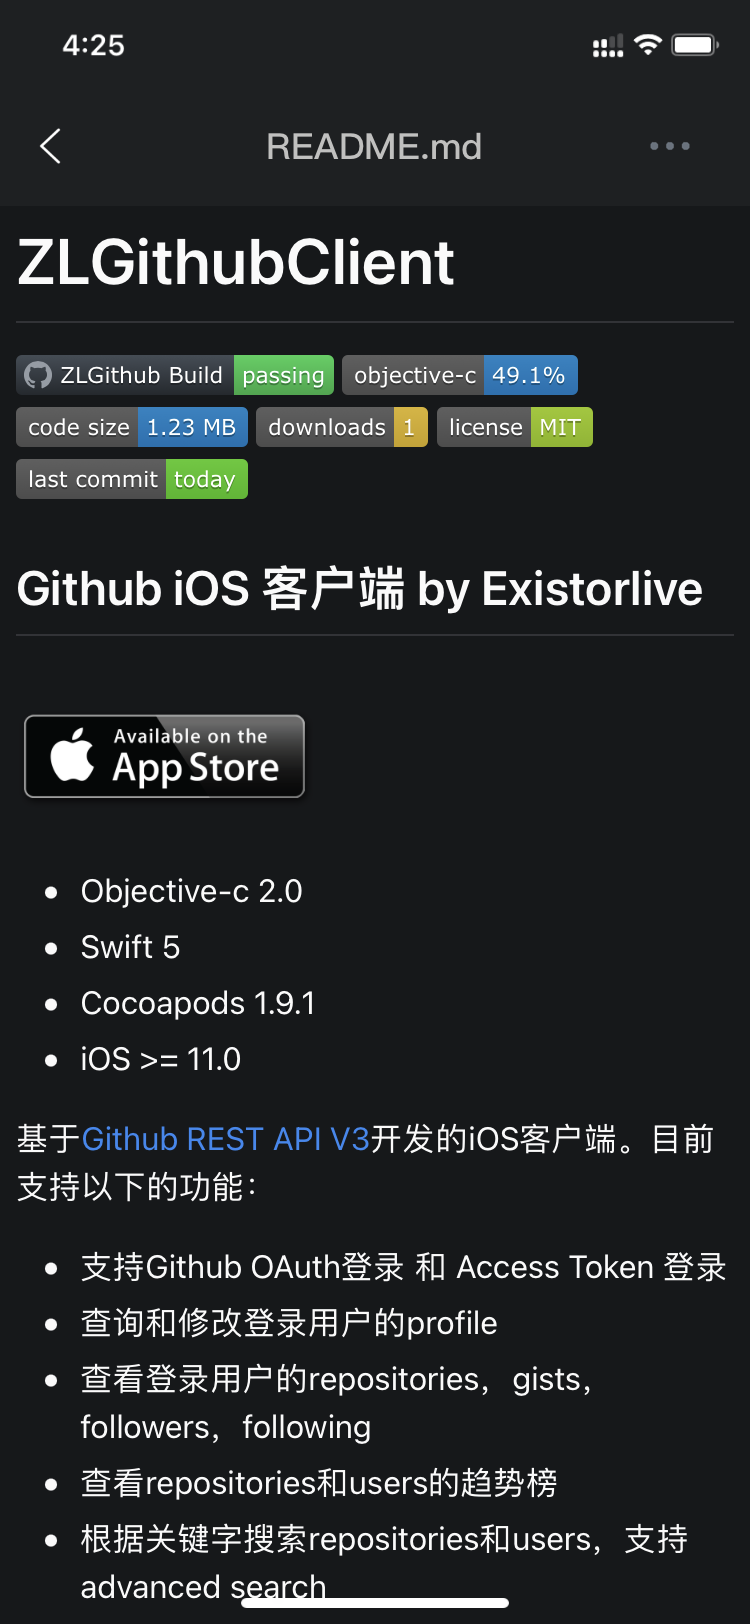 4:25
README.md
ZLGithubClient
ZLGithub Build passing objective-c 49.1%
code size 1.23 MB downloads 1 license MIT
last commit today
Github iOS 客户端 by Existorlive
Available on the
App Store
Objective-c 2.0
Swift 5
Cocoapods 1.9.1
iOS >= 11.0
基于Github REST API V3开发的iOS客户端。目前
支持以下的功能：
支持Github OAuth登录 和 Access Token 登录
查询和修改登录用户的profile
查看登录用户的repositories，gists，
followers，following
查看repositories和users的趋势榜
根据关键字搜索repositories和users，支持
advanced search